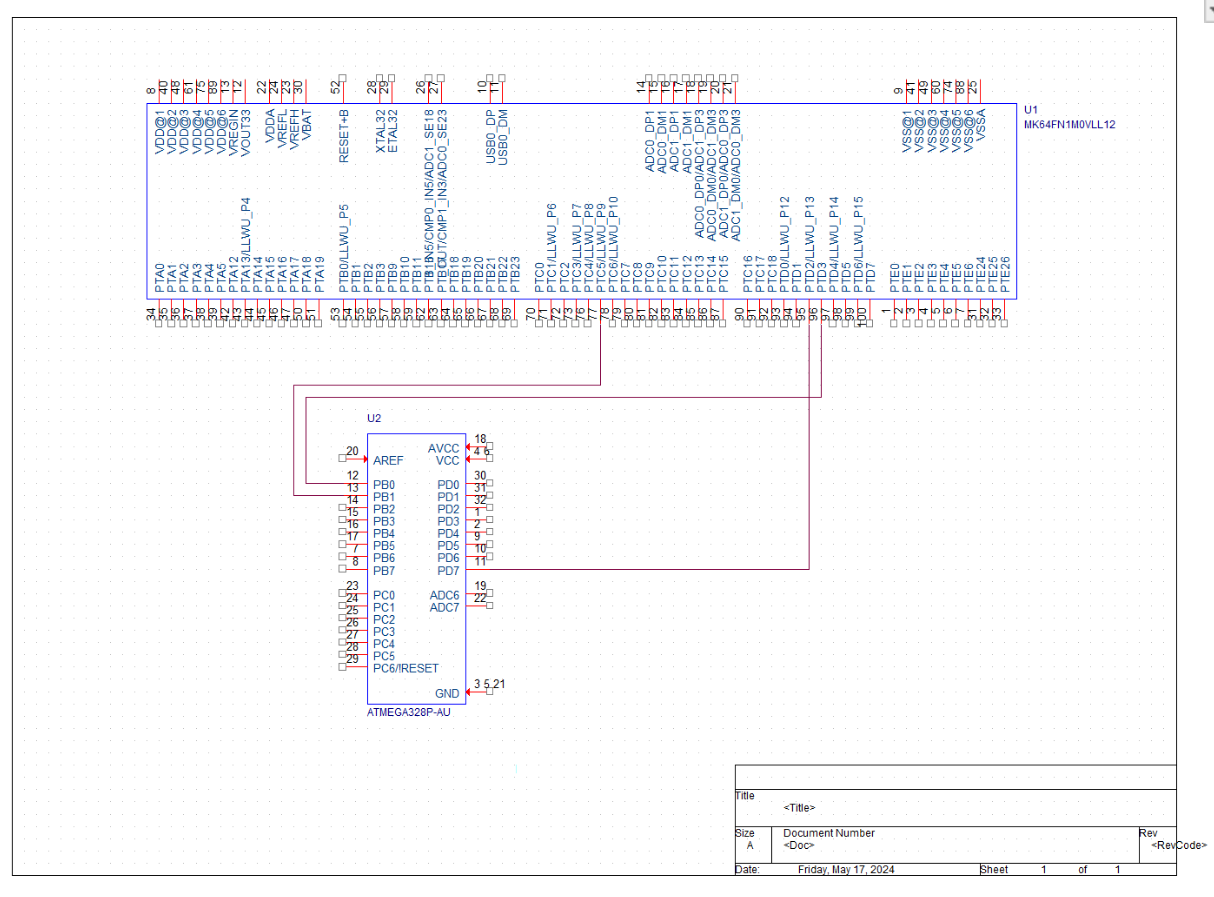 8 40 48 61 75 89 13 12 22 24 23 30 52 28 29 26 27 10 11 14 15 16 17 18 19 20 21 9 41 49 60 74 88 25
VDD@1
VDD@2
VDD@3
VDD@4
VDD@5
VDD@6
VREGIN
VOUT33
VDDA
VREFL
VREFH
VBAT
RESET+B
XTAL32
ETAL32
IN5/CMP0_IN5/ADC1_SE18
OUT/CMP1_IN3/ADC0_SE23
USB0_DP
USB0_DM
ADC0_DP1
ADC0_DM1
ADC1_DP1
ADC1_DM1
ADC0_DP0/ADC1_DP3
ADC0_DM0/ADC1_DM3
ADC1_DP0/ADC0_DP3
ADC1_DM0/ADC0_DM3
VSS@1
VSS@2
VSS@3
VSS@4
VSS@5
VSS@6
VSSA
U1
MK64FN1M0VLL12
PTA0
PTA1
PTA2
PTA3
PTA4
PTA5
PTA12
PTA13/LLWU_P4
PTA14
PTA15
PTA16
PTA17
PTA18
PTA19
PTB0/LLWU_P5
PTB1
PTB2
PTB3
PTB9
PTB10
PTB11
PTB18
PTB19
PTB20
PTB21
PTB22
PTB23
PTC0
PTC1/LLWU_P6
PTC2
PTC3/LLWU_P7
PTC4/LLWU_P8
PTC5/LLWU_P9
PTC6/LLWU_P10
PTC7
PTC8
PTC9
PTC10
PTC11
PTC12
PTC13
PTC14
PTC15
PTC16
PTC17
PTC18
PTD0/LLWU_P12
PTD1
PTD2/LLWU_P13
PTD3
PTD4/LLWU_P14
PTD5
PTD6/LLWU_P15
PTD7
PTE0
PTE1
PTE2
PTE3
PTE4
PTE5
PTE6
PTE24
PTE25
PTE26
34 35 36 37 38 39 42 43 44 45 46 47 50 51 53 54 55 56 57 58 59 62 63 64 65 66 67 68 69 70 71 72 73 76 77 78 79 80 81 82 83 84 85 86 87 90 91 92 93 94 95 96 97 98 99 100 1 2 3 4 5 6 7 31 32 33
U2
AVCC 18
20 AREF VCC 4 6
12 PB0 PD0 30
13 PB1 PD1 31
14 PB2 PD2 32
15 PB3 PD3 1
16 PB4 PD4 2
17 PB5 PD5 9
7 PB6 PD6 10
8 PB7 PD7 11
23 PC0 ADC6 19
24 PC1 ADC7 22
25 PC2
26 PC3
27 PC4
28 PC5
29 PC6/!RESET
GND 3 5 21
ATMEGA328P-AU
Title
<Title>
Size Document Number Rev
A <Doc> <RevCode>
Date: Friday, May 17, 2024 Sheet 1 of 1